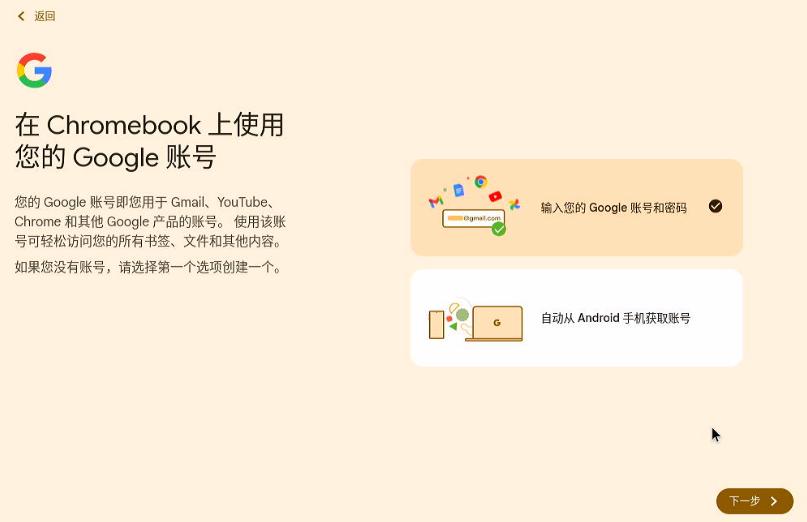 返回
在 Chromebook 上使用
您的 Google 账号
您的 Google 账号即您用于 Gmail、YouTube、
Chrome 和其他 Google 产品的账号。 使用该账
号可轻松访问您的所有书签、文件和其他内容。
如果您没有账号，请选择第一个选项创建一个。
@gmail.com
输入您的 Google 账号和密码
G
自动从 Android 手机获取账号
下一步